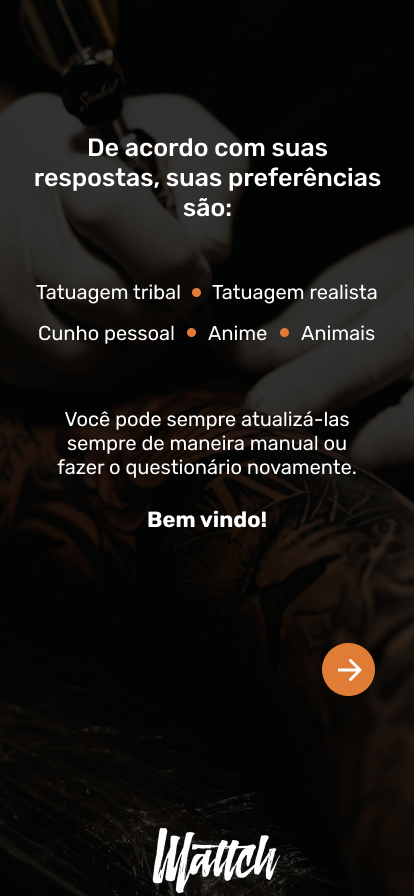 De acordo com suas
respostas, suas preferências
são:
Tatuagem tribal • Tatuagem realista
Cunho pessoal • Anime • Animais
Você pode sempre atualizá-las
sempre de maneira manual ou
fazer o questionário novamente.
Bem vindo!
Mattch